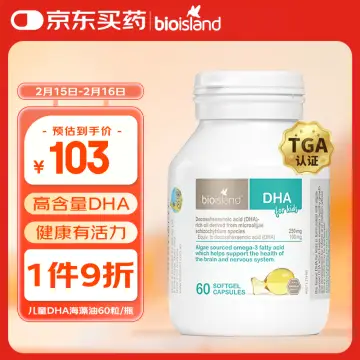 京东买药
bioisland
2月15日-2月16日
预估到手价
¥103
高含量DHA
健康有活力
1件9折
儿童DHA海藻油60粒/瓶
TGA
认证
bioisland
DHA
for kids
Docosahexaenoic acid (DHA)-
rich oil derived from microalgae
schizochytrium species
250mg
100mg
Algae sourced omega-3 fatty acid
which helps support the health of
the brain and nervous system
60 SOFTGEL
CAPSULES